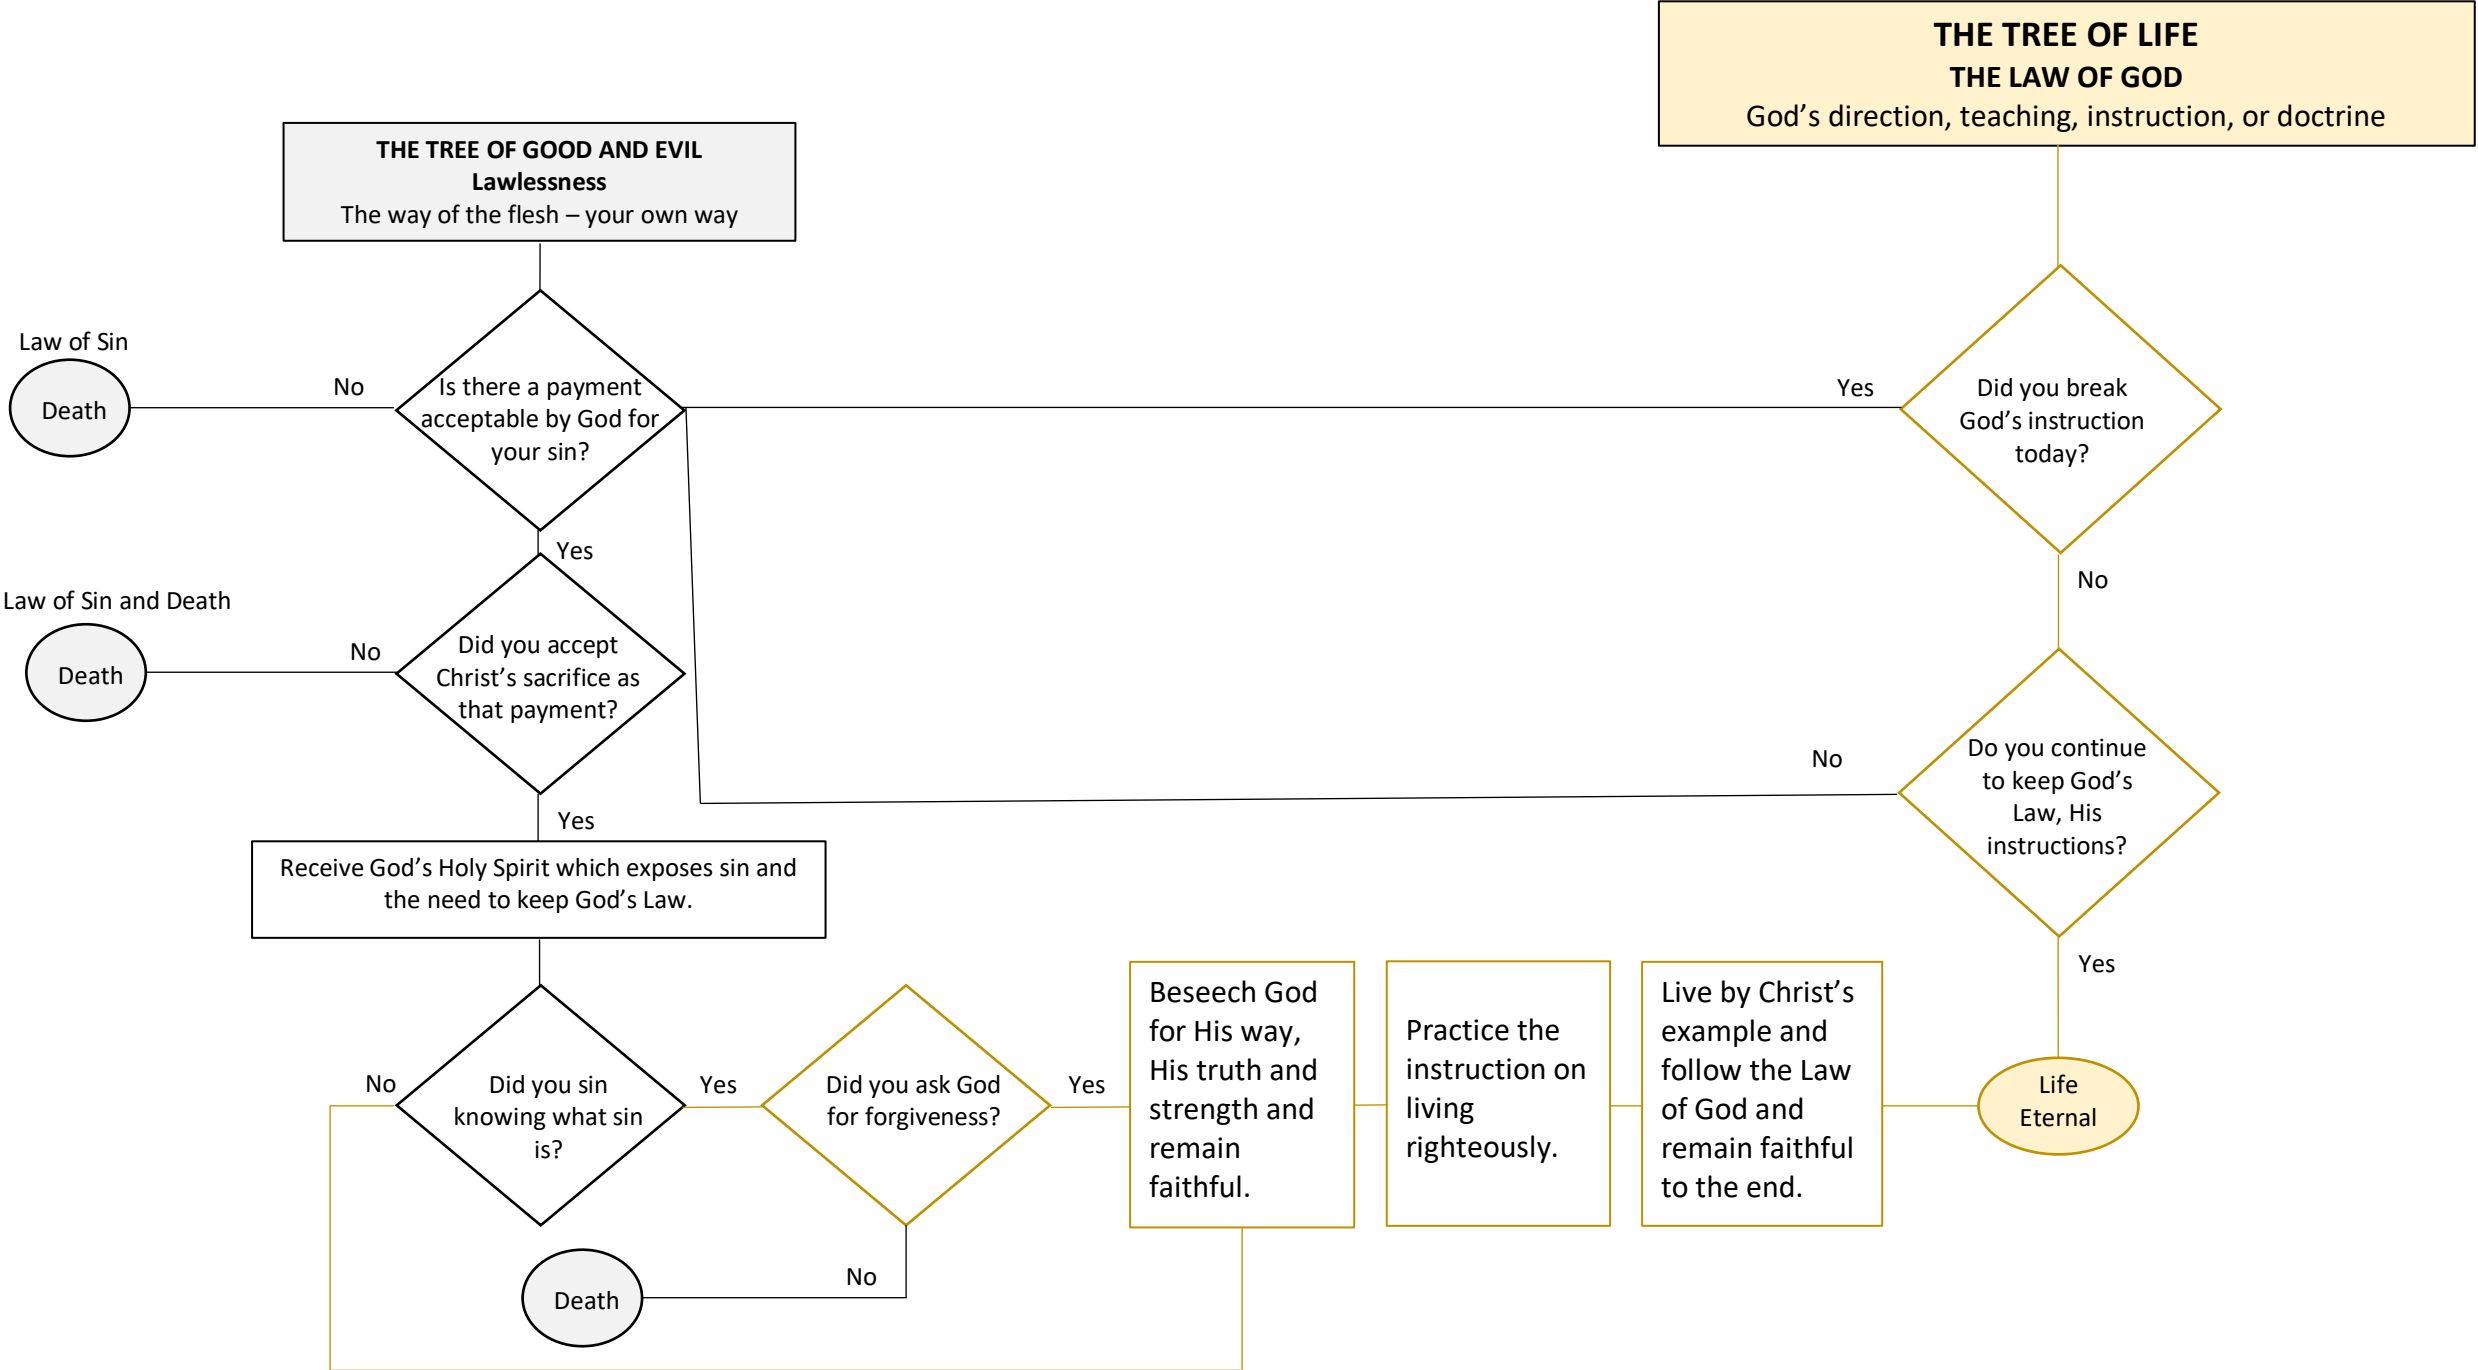 THE TREE OF LIFE
THE LAW OF GOD
God’s direction, teaching, instruction, or doctrine
THE TREE OF GOOD AND EVIL
Lawlessness
The way of the flesh – your own way
Law of Sin
Death
No
Is there a payment
acceptable by God for
your sin?
Yes
Did you break
God’s instruction
today?
Yes
No
Law of Sin and Death
Death
No
Did you accept
Christ’s sacrifice as
that payment?
No
Do you continue
to keep God’s
Law, His
instructions?
Yes
Receive God’s Holy Spirit which exposes sin and
the need to keep God’s Law.
Yes
No
Did you sin
knowing what sin
is?
Yes
Did you ask God
for forgiveness?
Yes
Beseech God
for His way,
His truth and
strength and
remain
faithful.
Practice the
instruction on
living
righteously.
Live by Christ’s
example and
follow the Law
of God and
remain faithful
to the end.
Life
Eternal
No
Death